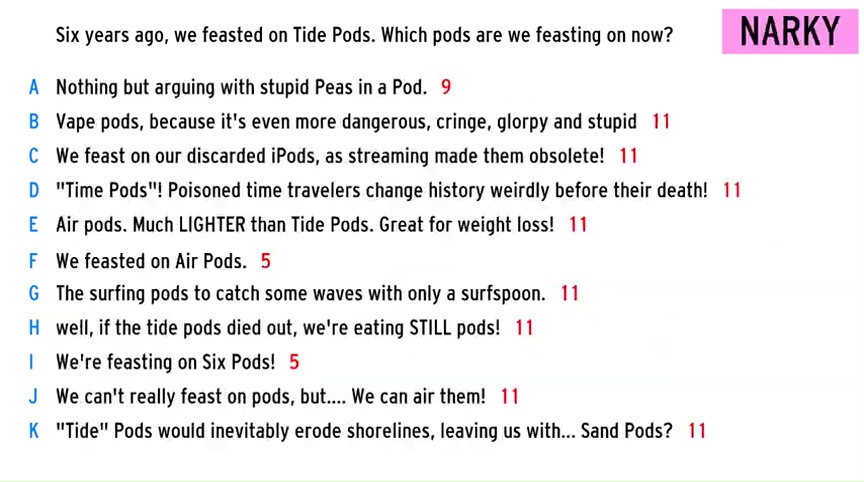 Six years ago, we feasted on Tide Pods. Which pods are we feasting on now?
NARKY
A Nothing but arguing with stupid Peas in a Pod. 9
B Vape pods, because it's even more dangerous, cringe, glorpy and stupid 11
C We feast on our discarded iPods, as streaming made them obsolete! 11
D "Time Pods"! Poisoned time travelers change history weirdly before their death! 11
E Air pods. Much LIGHTER than Tide Pods. Great for weight loss! 11
F We feasted on Air Pods. 5
G The surfing pods to catch some waves with only a surfspoon. 11
H well, if the tide pods died out, we're eating STILL pods! 11
I We're feasting on Six Pods! 5
J We can't really feast on pods, but.... We can air them! 11
K "Tide" Pods would inevitably erode shorelines, leaving us with... Sand Pods? 11